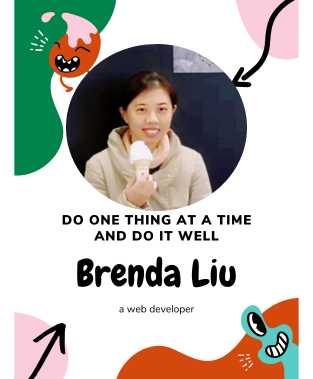 DO ONE THING AT A TIME
AND DO IT WELL
Brenda Liu
a web developer